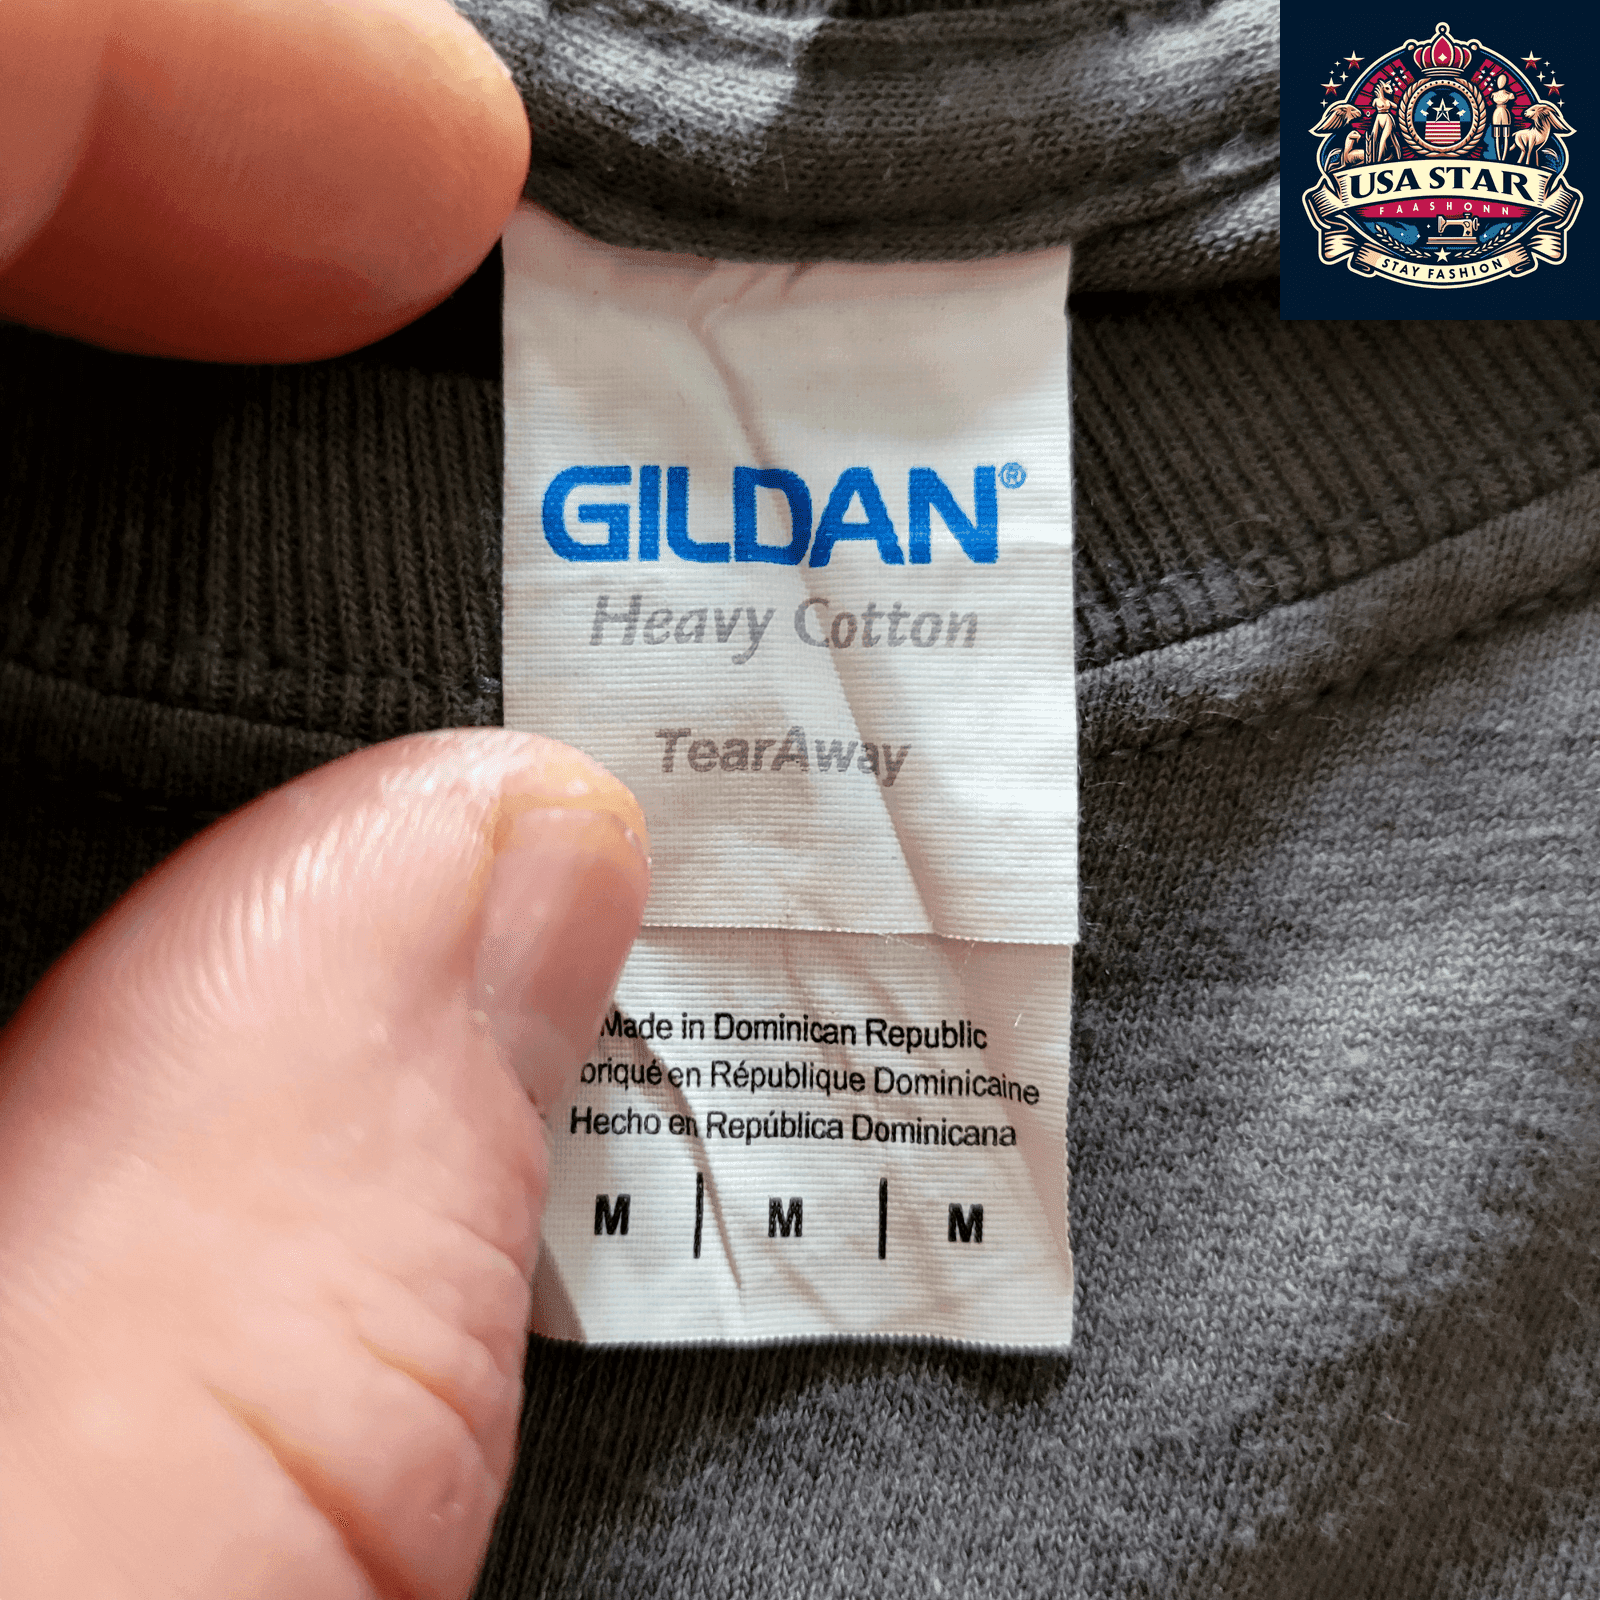 USA STAR
FAASHONN
STAY FASHION
GILDAN®
Heavy Cotton
TearAway
Made in Dominican Republic
en République Dominicaine
Hecho en República Dominicana
M | M | M